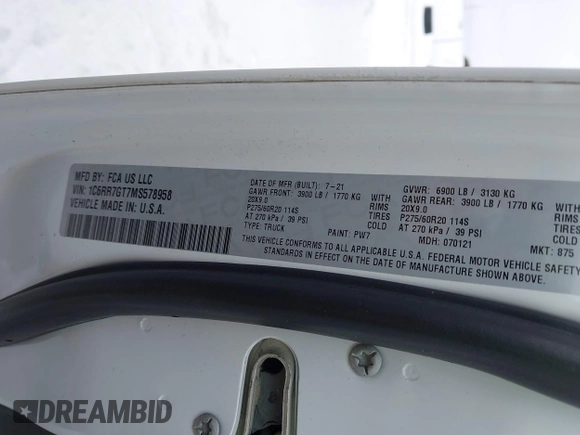 MFD BY: FCA US LLC
VIN: 1C6RR7GT7MS578958
VEHICLE MADE IN U.S.A.
DATE OF MFR (BUILT): 7-21
GAWR FRONT: 3900 LB / 1770 KG
20X9.0 RIMS
P275/60R20 114S TIRES
AT 270 kPa / 39 PSI COLD
TYPE: TRUCK PAINT: PW7
GVWR: 6900 LB / 3130 KG
GAWR REAR: 3900 LB / 1770 KG
20X9.0 RIMS
P275/60R20 114S TIRES
AT 270 kPa / 39 PSI COLD
MDH: 070121 MKT: 875
THIS VEHICLE CONFORMS TO ALL APPLICABLE U.S.A. FEDERAL MOTOR VEHICLE SAFETY
STANDARDS IN EFFECT ON THE DATE OF MANUFACTURE SHOWN ABOVE.
DREAMBID